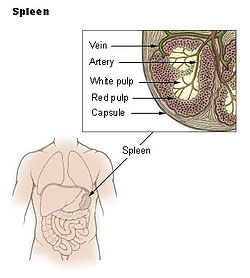 Spleen
Vein
Artery
White pulp
Red pulp
Capsule
Spleen